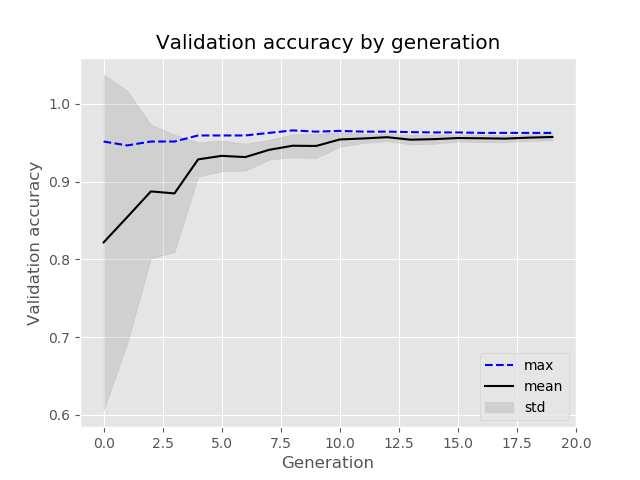 Validation accuracy by generation
Validation accuracy
1.0
0.9
0.8
0.7
0.6
max
mean
std
0.0 2.5 5.0 7.5 10.0 12.5 15.0 17.5 20.0
Generation